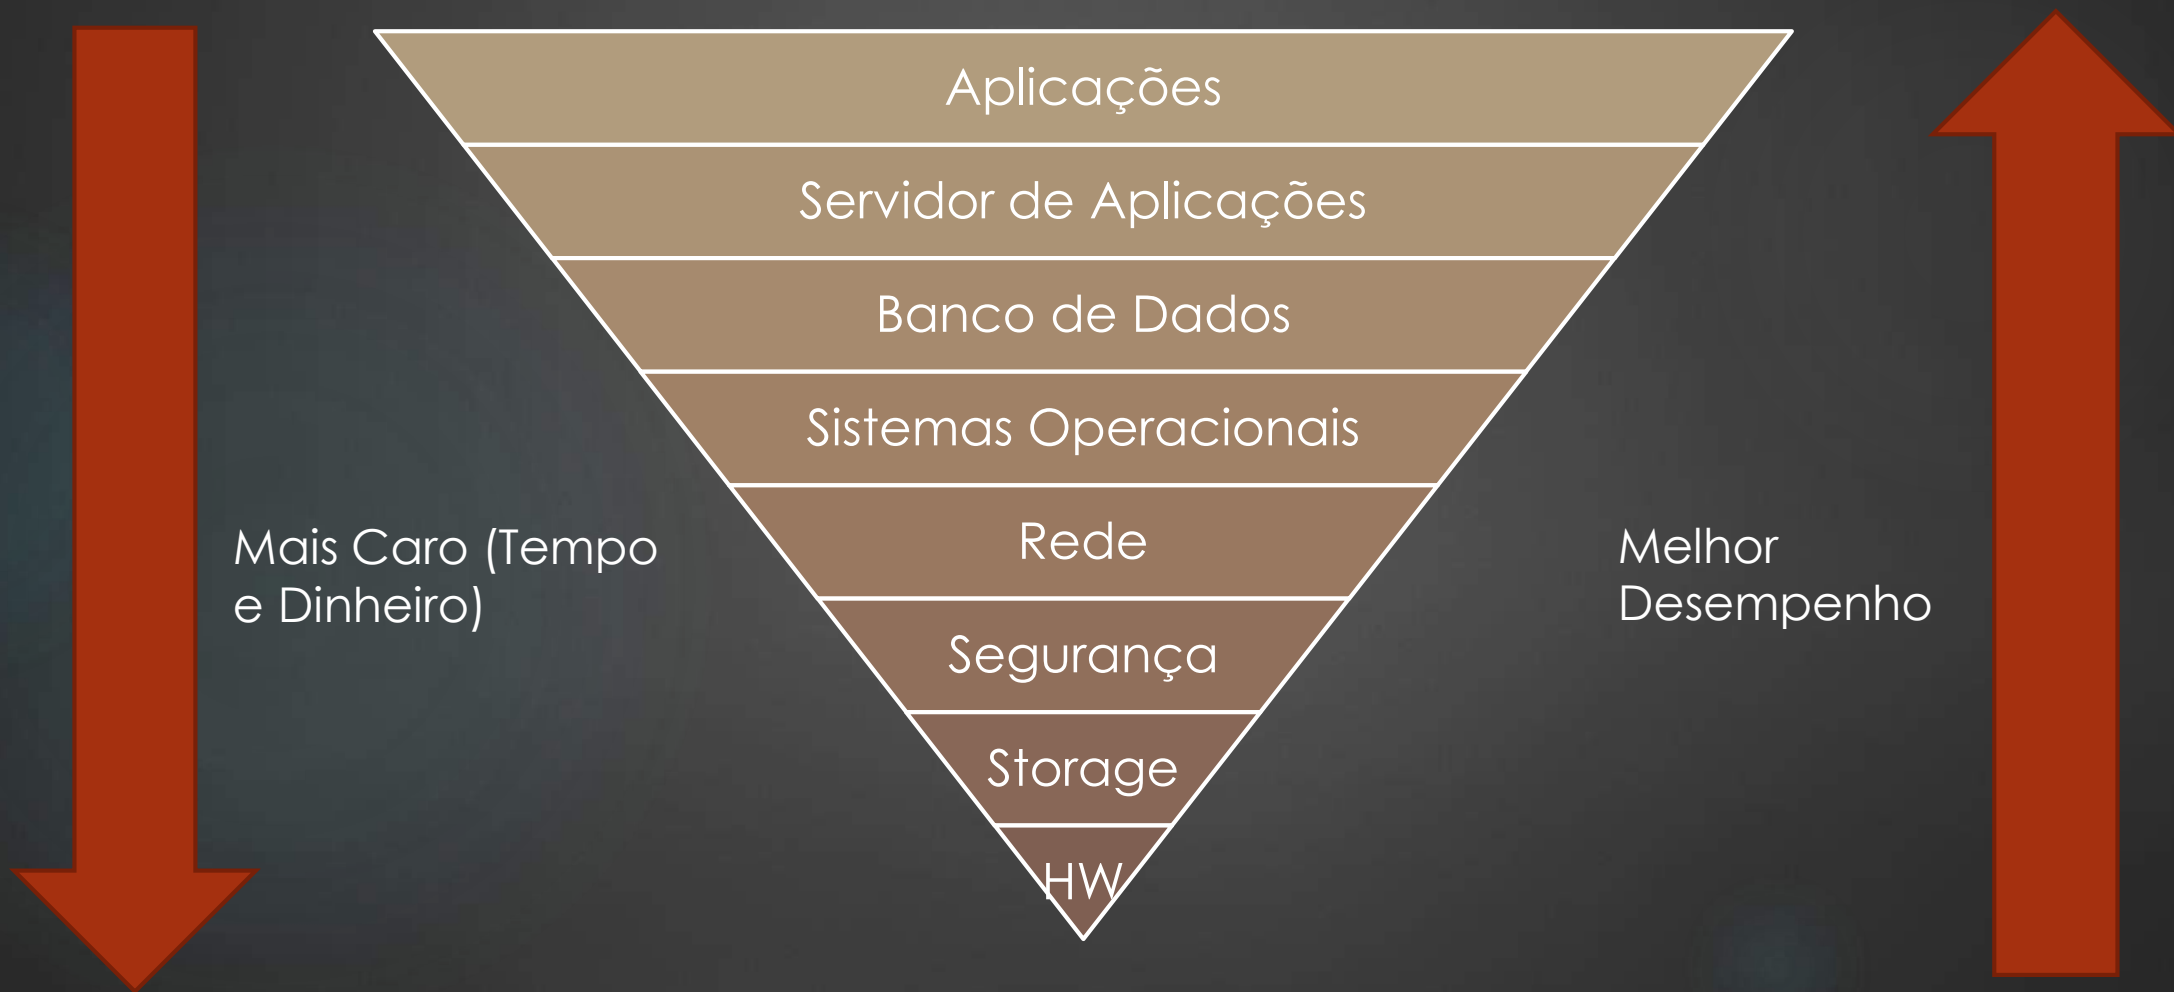 Aplicações
Servidor de Aplicações
Banco de Dados
Sistemas Operacionais
Rede
Segurança
Storage
HW
Mais Caro (Tempo
e Dinheiro)
Melhor
Desempenho